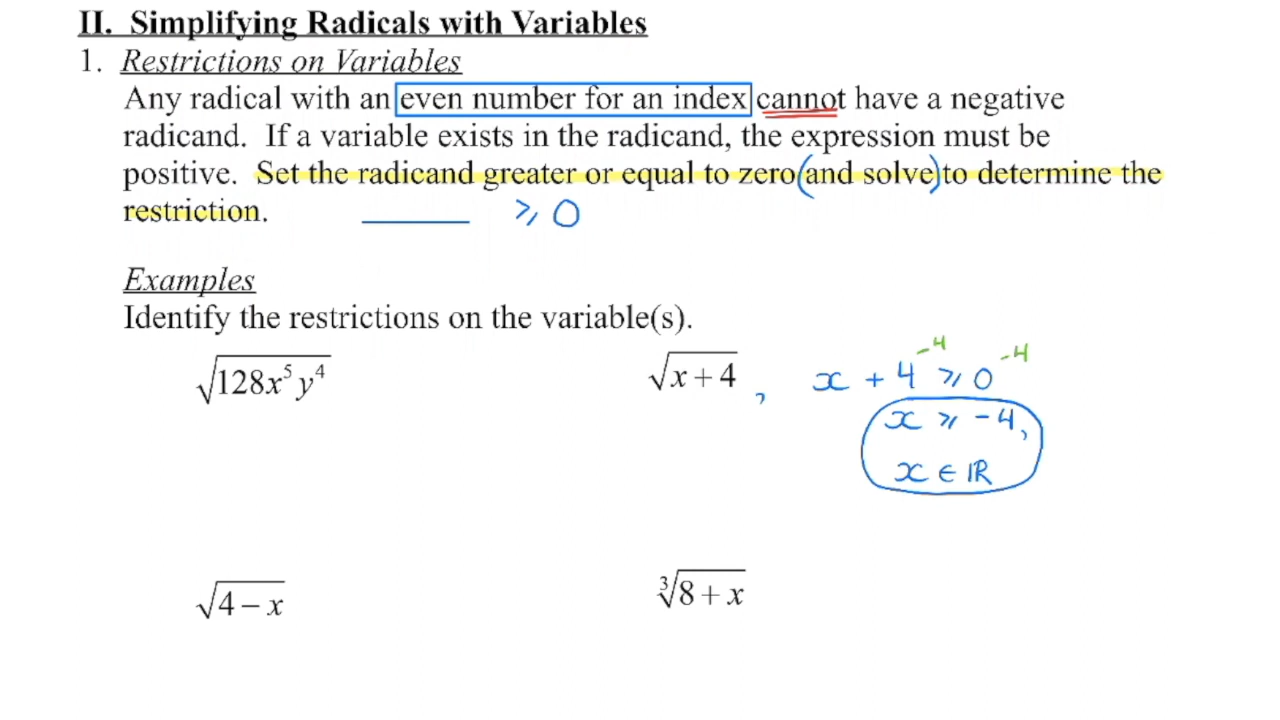 II. Simplifying Radicals with Variables
1. Restrictions on Variables
Any radical with an even number for an index cannot have a negative
radicand. If a variable exists in the radicand, the expression must be
positive. Set the radicand greater or equal to zero (and solve) to determine the
restriction. ______ ≥ 0
Examples
Identify the restrictions on the variable(s).
√(128x⁵y⁴)
√(x + 4) , x + 4 ⁻⁴ ≥ 0 ⁻⁴
x ≥ -4,
x ∈ ℝ
√(4 − x)
∛(8 + x)